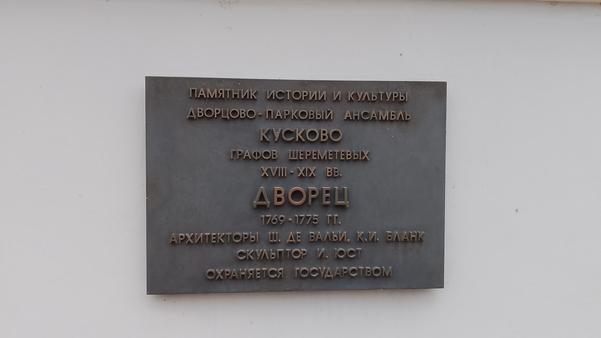 ПАМЯТНИК ИСТОРИИ И КУЛЬТУРЫ
ДВОРЦОВО-ПАРКОВЫЙ АНСАМБЛЬ
КУСКОВО
ГРАФОВ ШЕРЕМЕТЕВЫХ
XVIII-XIX ВВ.
ДВОРЕЦ
1769-1775 ГГ.
АРХИТЕКТОРЫ Ш. ДЕ ВАЛЬИ, К.И. БЛАНК
СКУЛЬПТОР И. ЮСТ
ОХРАНЯЕТСЯ ГОСУДАРСТВОМ